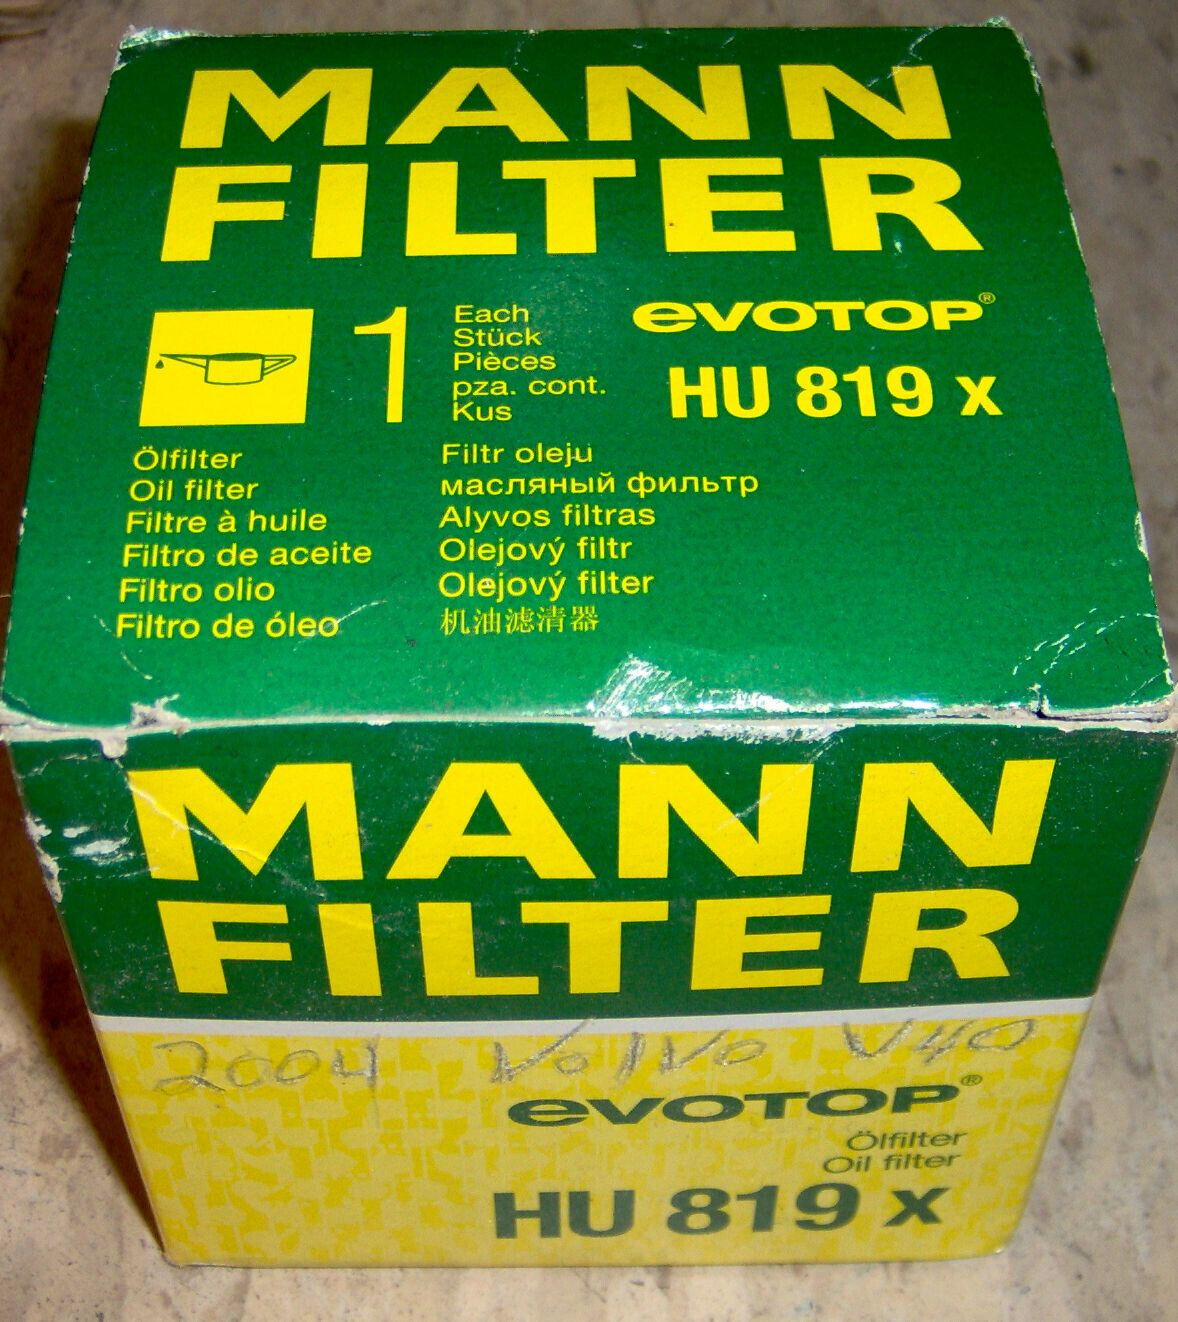 MANN
FILTER
1
Each
Stück
Pièces
pza. cont.
Kus
evoTOP®
HU 819 x
Ölfilter
Oil filter
Filtre à huile
Filtro de aceite
Filtro olio
Filtro de óleo
Filtr oleju
масляный фильтр
Alyvos filtras
Olejový filtr
Olejový filter
机油滤清器
MANN
FILTER
2004 Volvo V40
evoTOP®
Ölfilter
Oil filter
HU 819 x